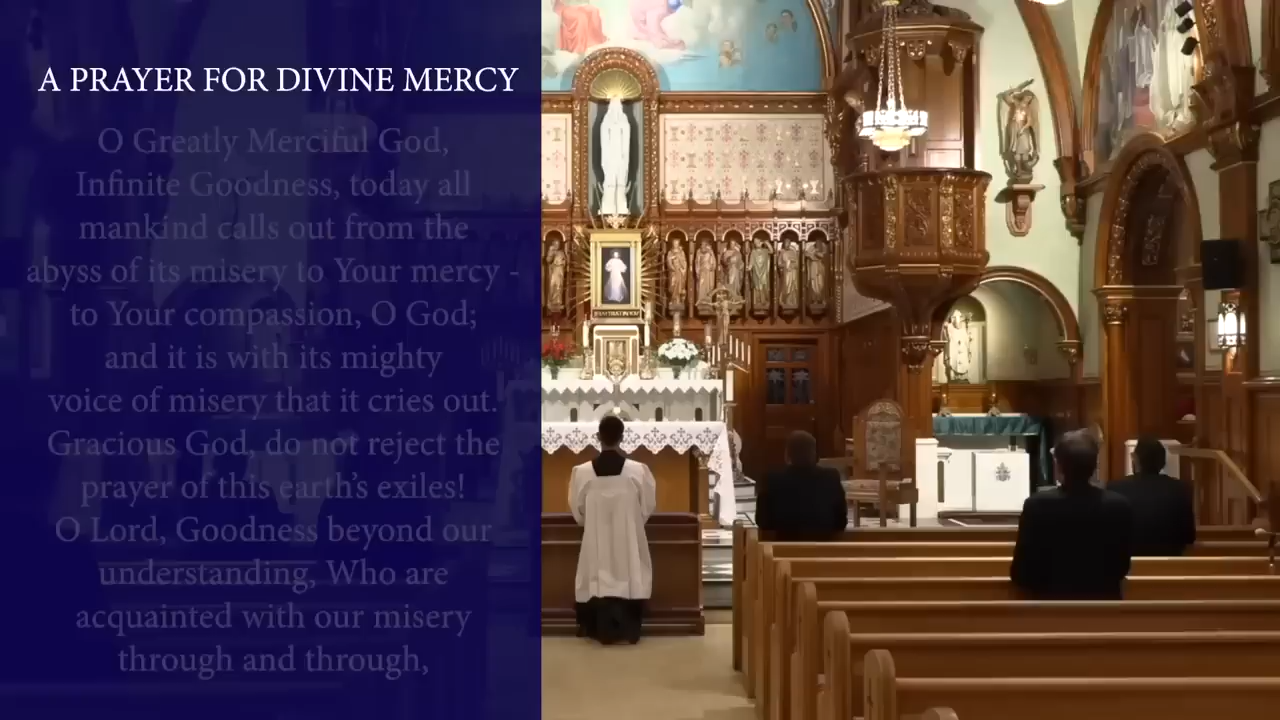 A PRAYER FOR DIVINE MERCY
O Greatly Merciful God,
Infinite Goodness, today all
mankind calls out from the
abyss of its misery to Your mercy -
to Your compassion, O God;
and it is with its mighty
voice of misery that it cries out.
Gracious God, do not reject the
prayer of this earth's exiles!
O Lord, Goodness beyond our
understanding, Who are
acquainted with our misery
through and through,